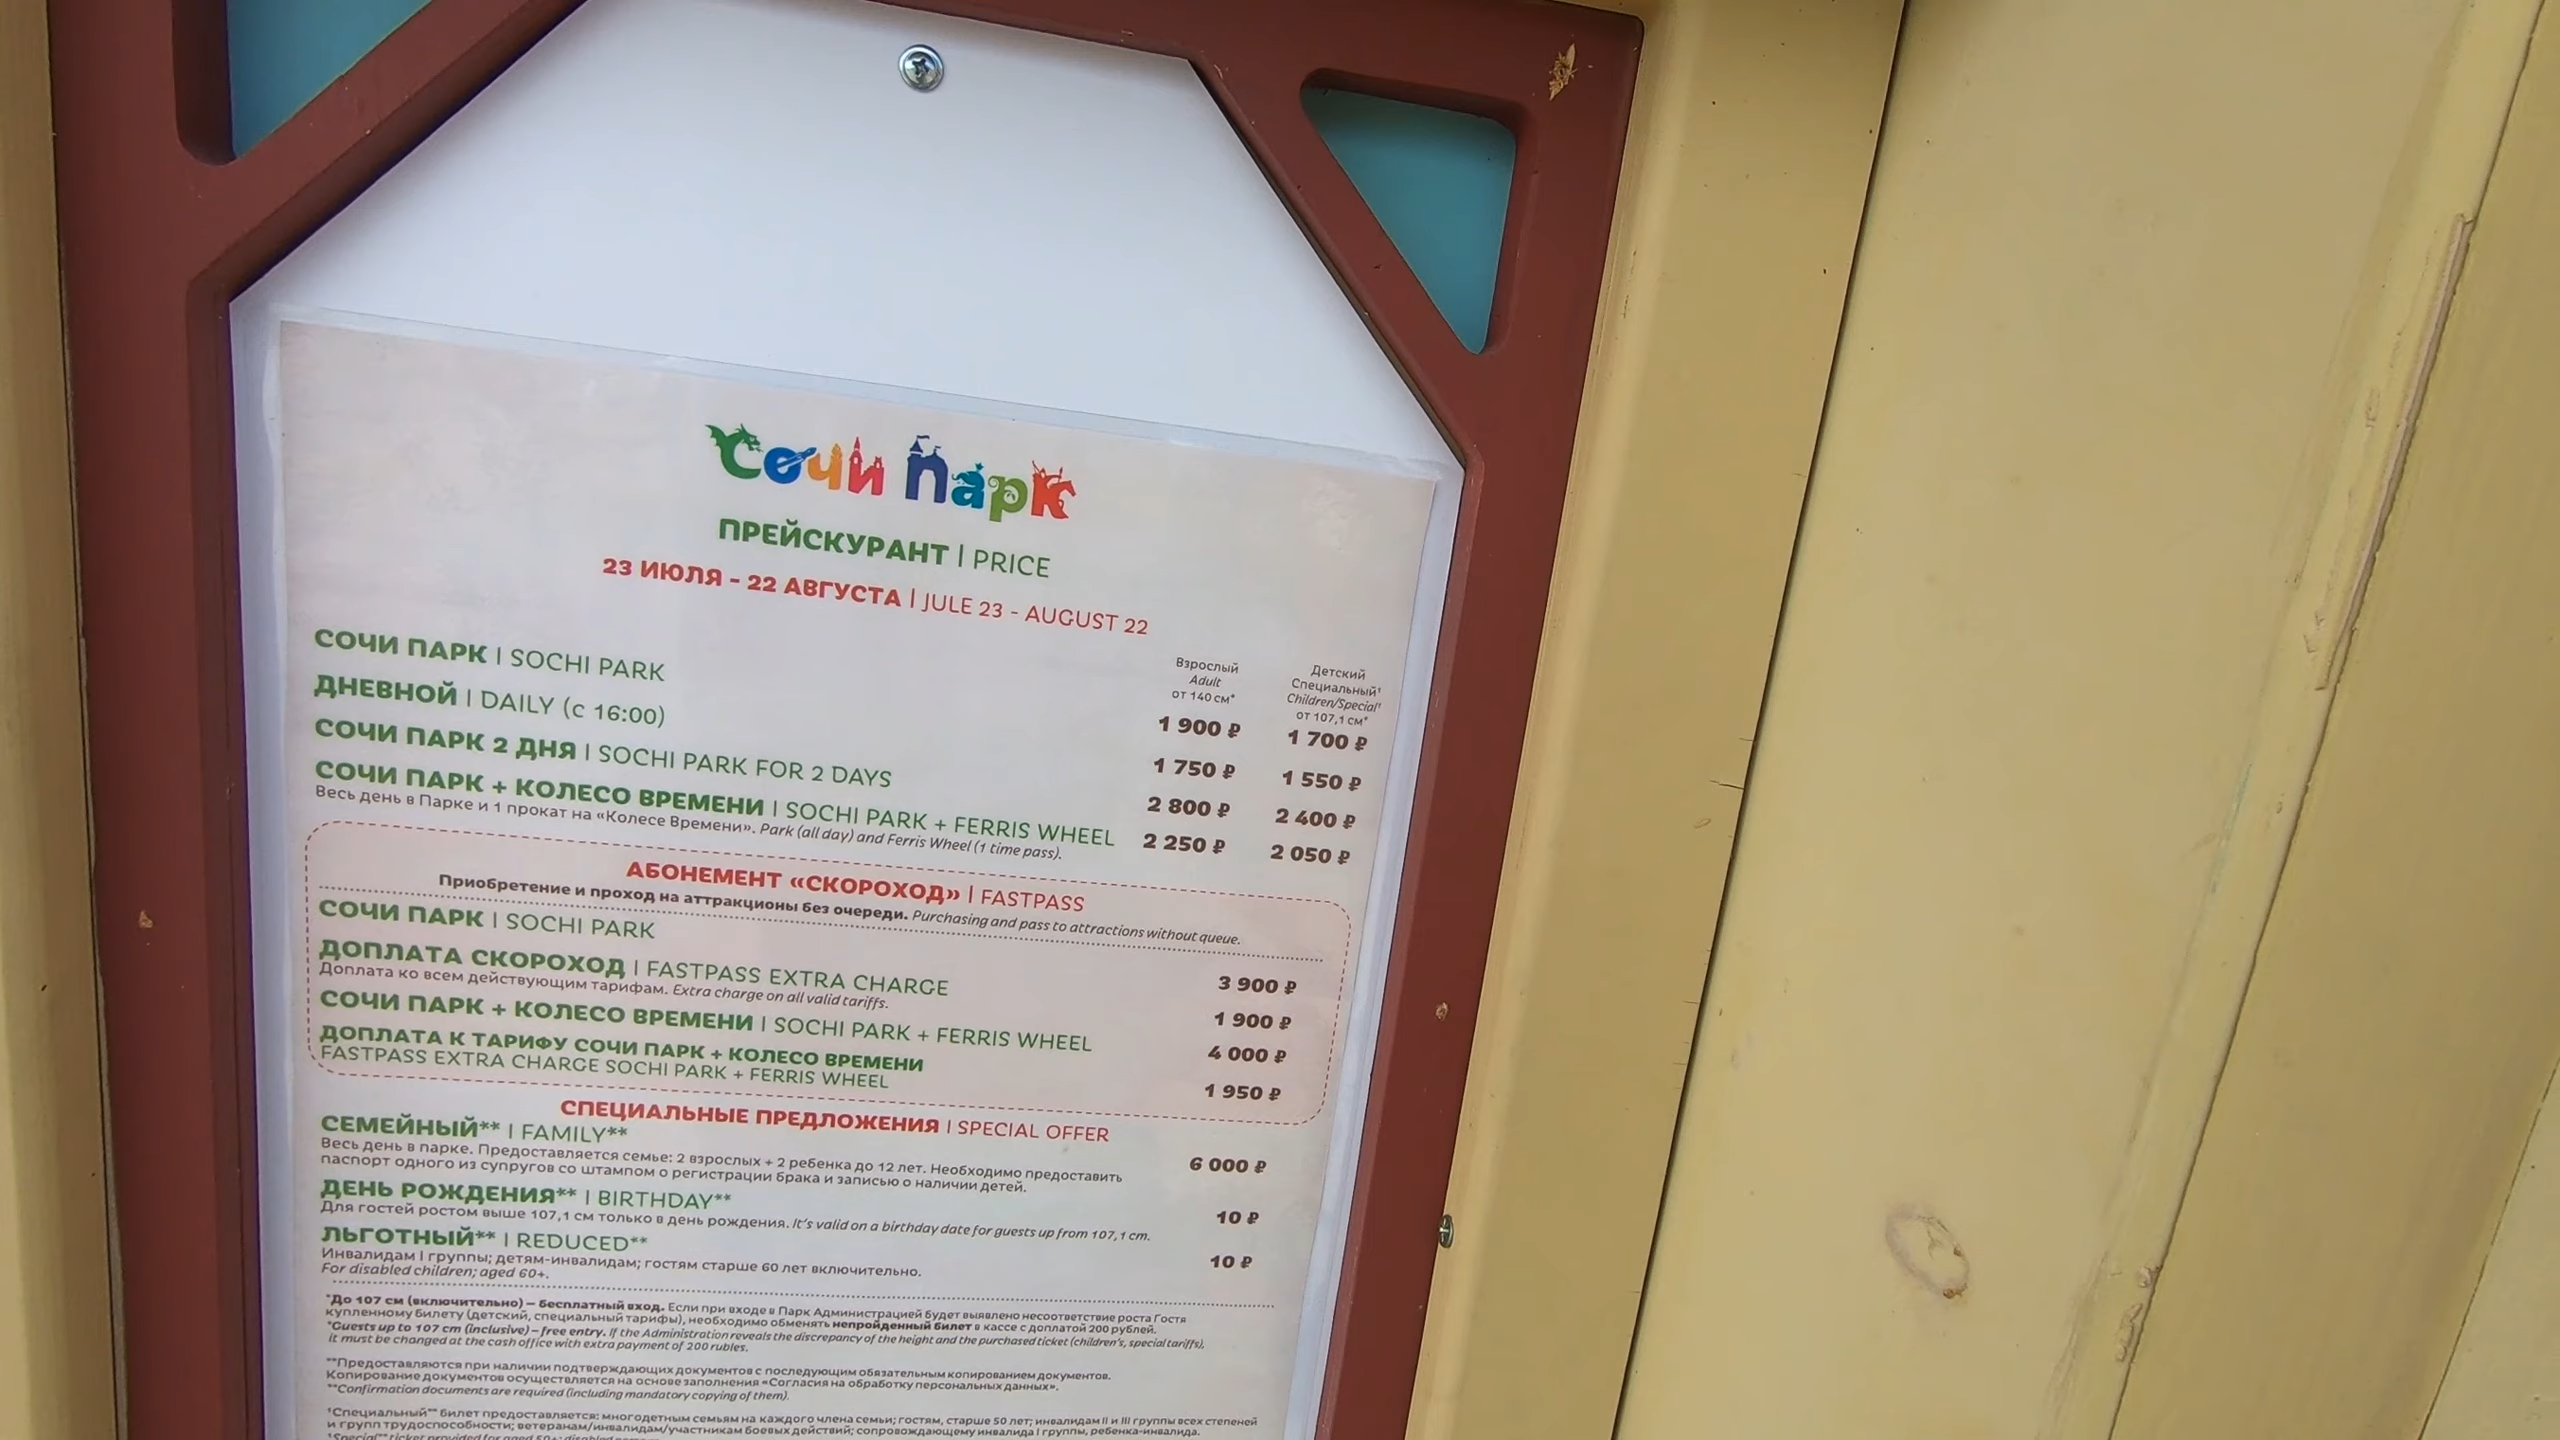 Сочи Парк
ПРЕЙСКУРАНТ | PRICE
23 ИЮЛЯ - 22 АВГУСТА | JULE 23 - AUGUST 22
Взрослый
Adult
от 140 см*
Детский
Специальный¹
Children/Special¹
от 107,1 см*
СОЧИ ПАРК | SOCHI PARK 1 900 ₽ 1 700 ₽
ДНЕВНОЙ | DAILY (с 16:00) 1 750 ₽ 1 550 ₽
СОЧИ ПАРК 2 ДНЯ | SOCHI PARK FOR 2 DAYS 2 800 ₽ 2 400 ₽
СОЧИ ПАРК + КОЛЕСО ВРЕМЕНИ | SOCHI PARK + FERRIS WHEEL 2 250 ₽ 2 050 ₽
Весь день в Парке и 1 прокат на «Колесе Времени». Park (all day) and Ferris Wheel (1 time pass).
АБОНЕМЕНТ «СКОРОХОД» | FASTPASS
Приобретение и проход на аттракционы без очереди. Purchasing and pass to attractions without queue.
СОЧИ ПАРК | SOCHI PARK 3 900 ₽
ДОПЛАТА СКОРОХОД | FASTPASS EXTRA CHARGE 1 900 ₽
Доплата ко всем действующим тарифам. Extra charge on all valid tariffs.
СОЧИ ПАРК + КОЛЕСО ВРЕМЕНИ | SOCHI PARK + FERRIS WHEEL 4 000 ₽
ДОПЛАТА К ТАРИФУ СОЧИ ПАРК + КОЛЕСО ВРЕМЕНИ 1 950 ₽
FASTPASS EXTRA CHARGE SOCHI PARK + FERRIS WHEEL
СПЕЦИАЛЬНЫЕ ПРЕДЛОЖЕНИЯ | SPECIAL OFFER
СЕМЕЙНЫЙ** | FAMILY** 6 000 ₽
Весь день в парке. Предоставляется семье: 2 взрослых + 2 ребенка до 12 лет. Необходимо предоставить
паспорт одного из супругов со штампом о регистрации брака и записью о наличии детей.
ДЕНЬ РОЖДЕНИЯ** | BIRTHDAY** 10 ₽
Для гостей ростом выше 107,1 см только в день рождения. It's valid on a birthday date for guests up from 107,1 cm.
ЛЬГОТНЫЙ** | REDUCED** 10 ₽
Инвалидам I группы; детям-инвалидам; гостям старше 60 лет включительно.
For disabled children; aged 60+.
*До 107 см (включительно) – бесплатный вход. Если при входе в Парк Администрацией будет выявлено несоответствие роста Гостя
купленному билету (детский, специальный тарифы), необходимо обменять непройденный билет в кассе с доплатой 200 рублей.
*Guests up to 107 cm (inclusive) – free entry. If the Administration reveals the discrepancy of the height and the purchased ticket (children's, special tariffs),
it must be changed at the cash office with extra payment of 200 rubles.
**Предоставляются при наличии подтверждающих документов с последующим обязательным копированием документов.
Копирование документов осуществляется на основе заполнения «Согласия на обработку персональных данных».
**Confirmation documents are required (including mandatory copying of them).
¹Специальный** билет предоставляется: многодетным семьям на каждого члена семьи; гостям, старше 50 лет; инвалидам II и III группы всех степеней
и групп трудоспособности; ветеранам/инвалидам/участникам боевых действий; сопровождающему инвалида I группы, ребенка-инвалида.
¹Special** ticket provided for aged 50+;